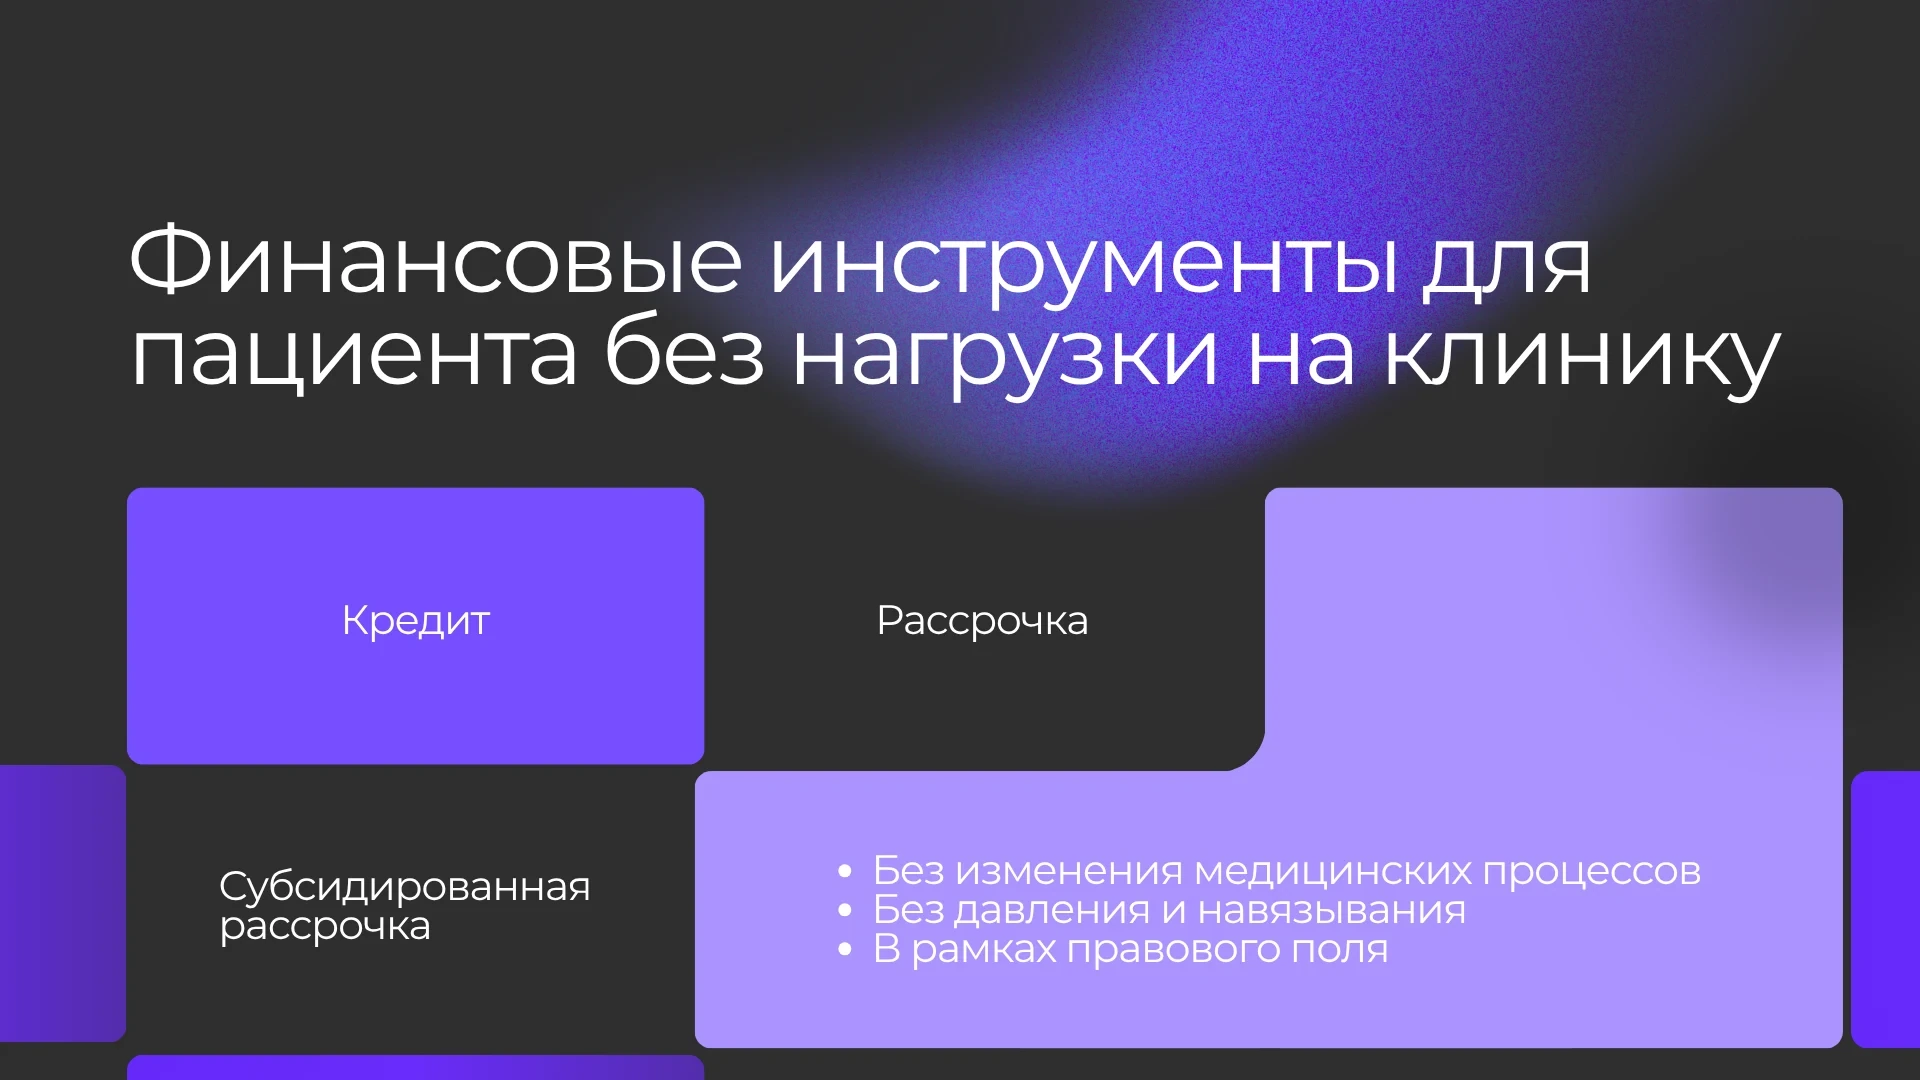 Финансовые инструменты для
пациента без нагрузки на клинику
Кредит
Рассрочка
Субсидированная
рассрочка
• Без изменения медицинских процессов
• Без давления и навязывания
• В рамках правового поля